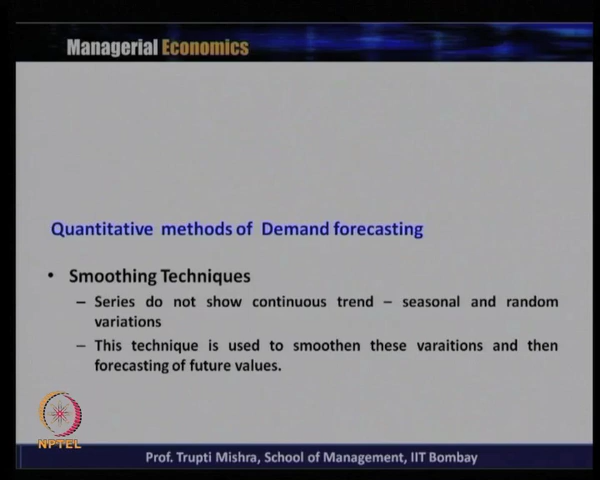 Managerial Economics
Quantitative methods of Demand forecasting
• Smoothing Techniques
– Series do not show continuous trend – seasonal and random
variations
– This technique is used to smoothen these varaitions and then
forecasting of future values.
NPTEL
Prof. Trupti Mishra, School of Management, IIT Bombay